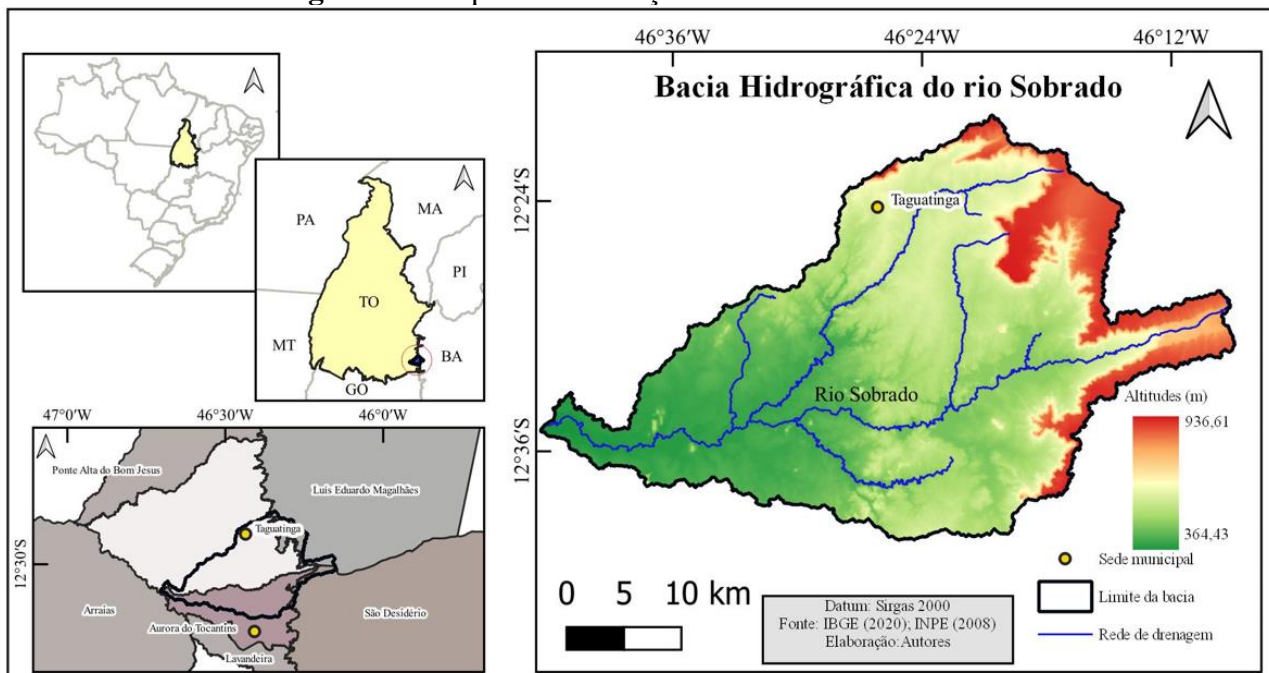 46°36'W
46°24'W
46°12'W
Bacia Hidrográfica do rio Sobrado
12°24'S
12°36'S
Taguatinga
Rio Sobrado
Altitudes (m)
936,61
364,43
Sede municipal
Limite da bacia
Rede de drenagem
0 5 10 km
Datum: Sirgas 2000
Fonte: IBGE (2020); INPE (2008)
Elaboração: Autores
PA
MA
PI
TO
MT
BA
GO
47°0'W
46°30'W
46°0'W
12°30'S
Ponte Alta do Bom Jesus
Luís Eduardo Magalhães
Taguatinga
Arraias
São Desidério
Aurora do Tocantins
Lavandeira